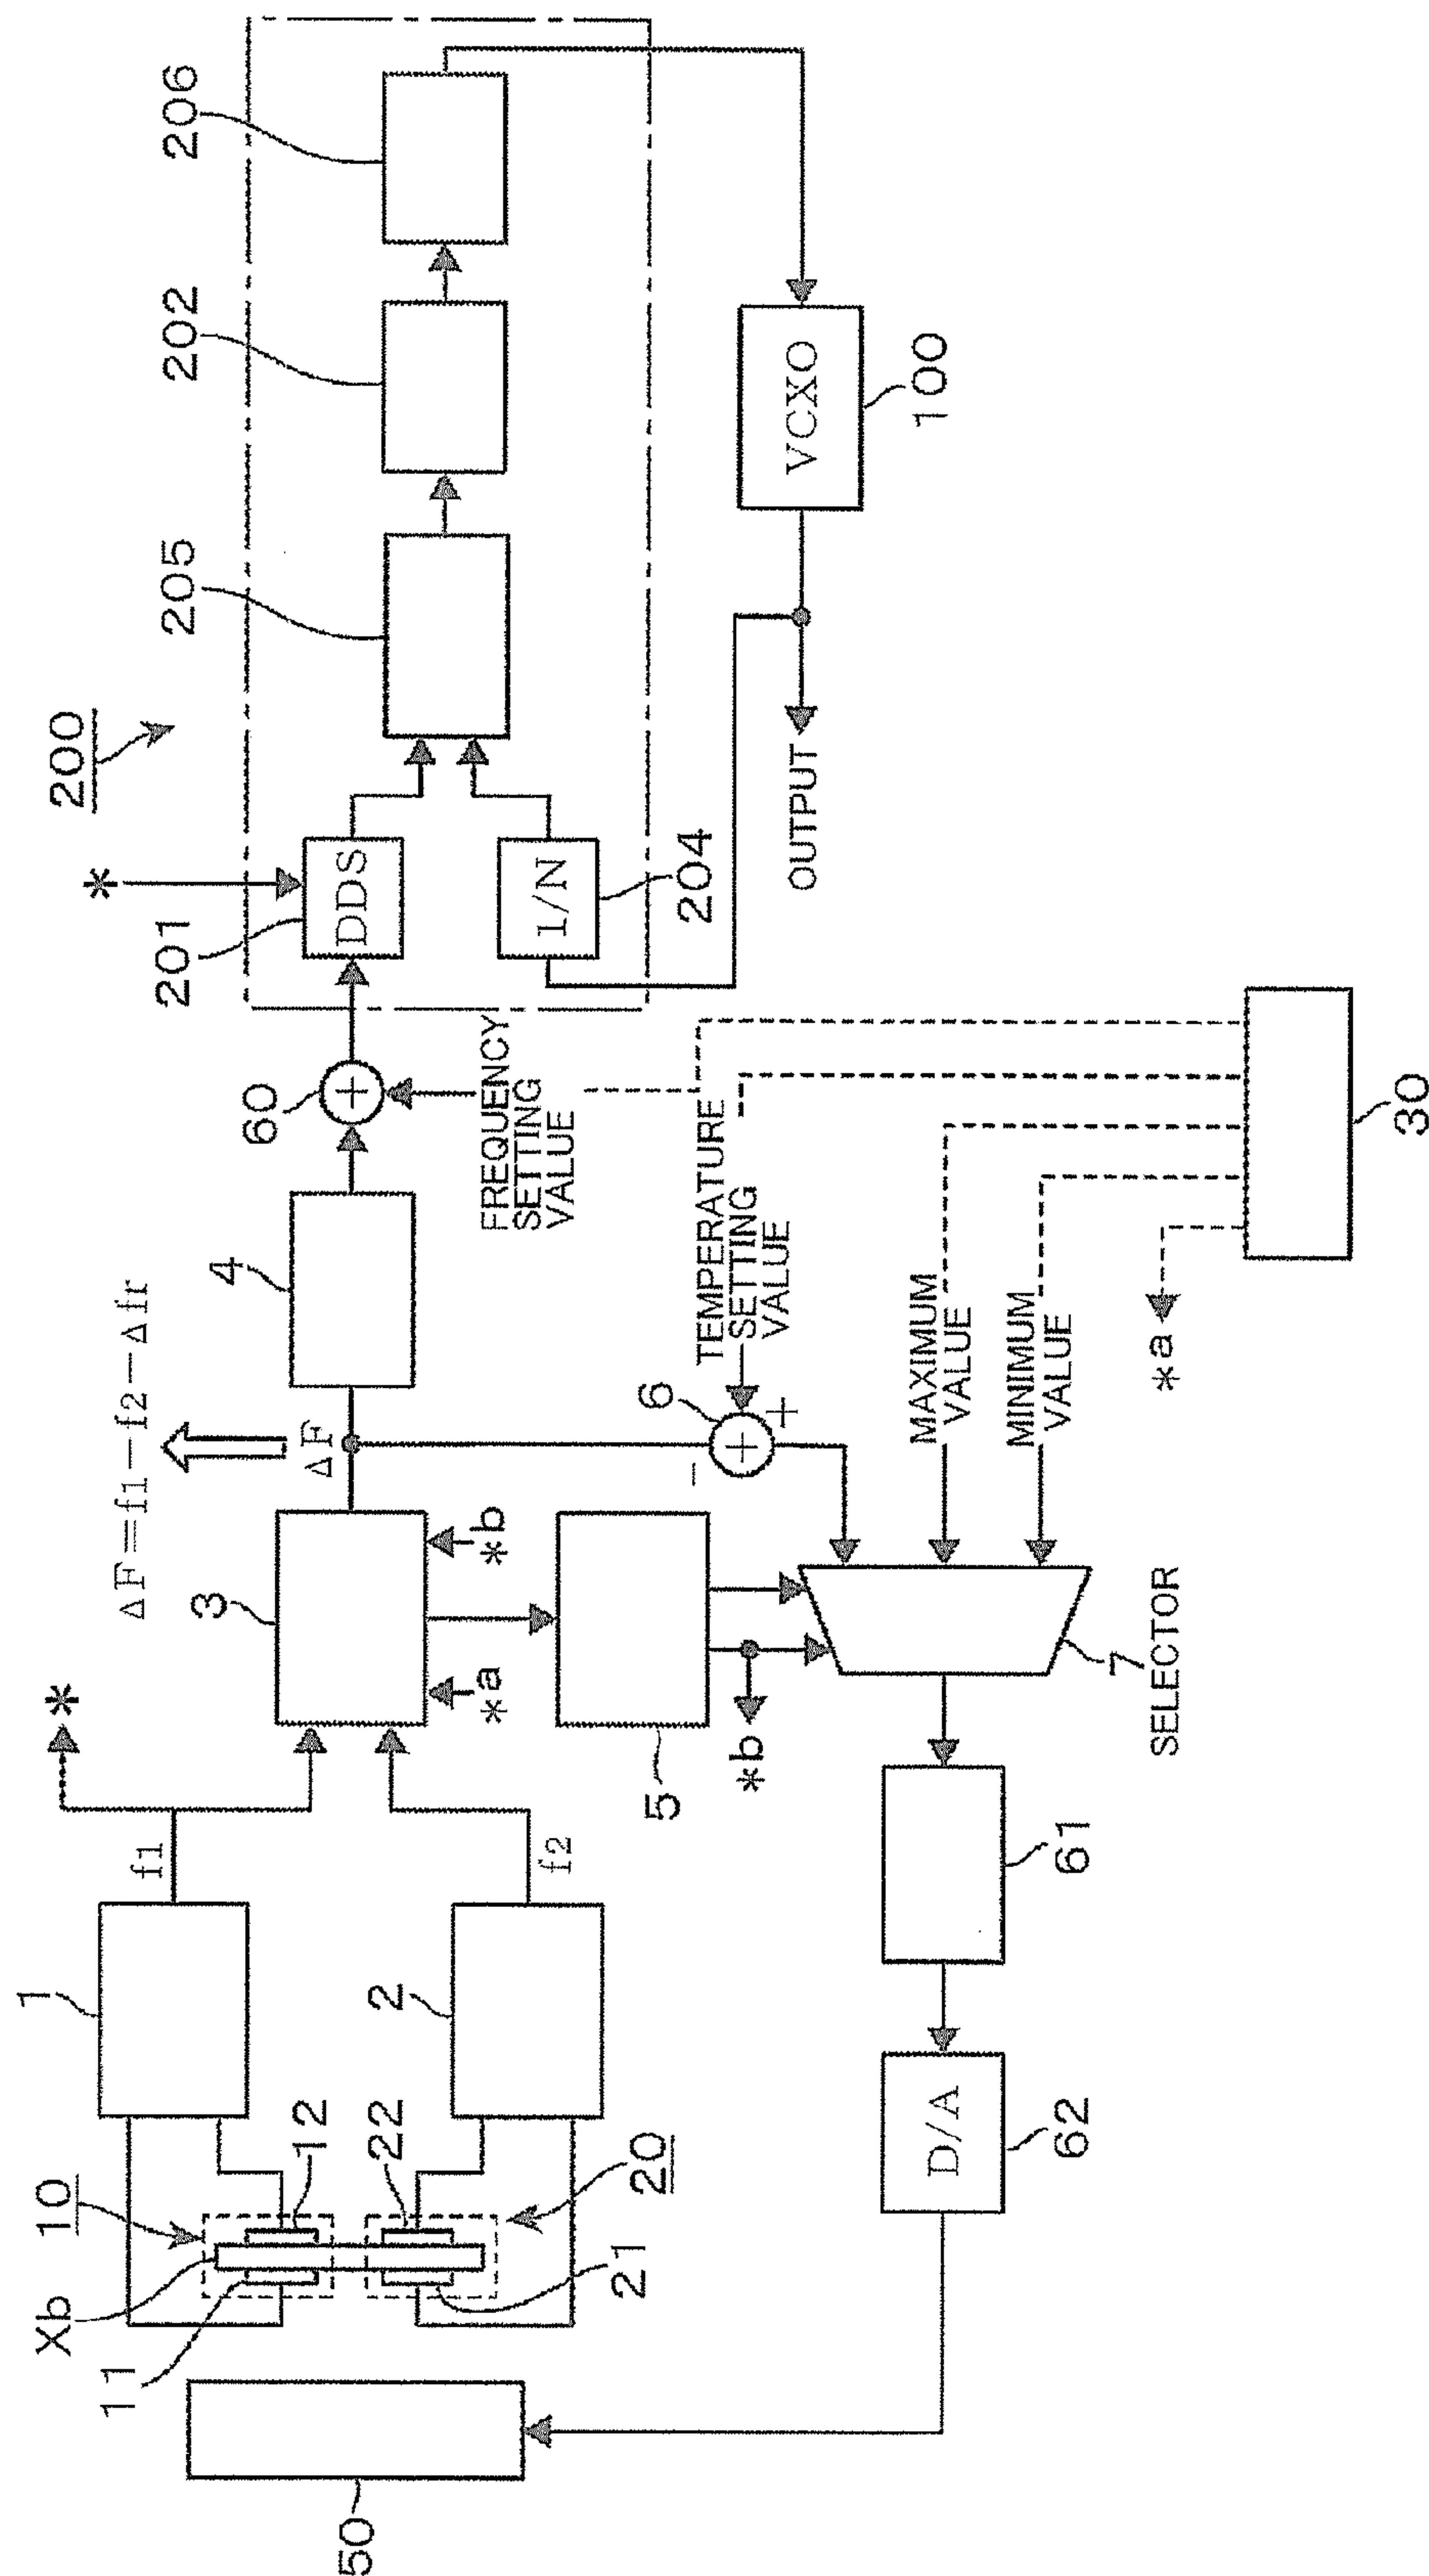 200
206
202
205
*
201
DDS
1/N
204
VCXO
100
OUTPUT
60
+
FREQUENCY
SETTING
VALUE
4
ΔF=f1−f2−Δfr
ΔF
TEMPERATURE
SETTING
VALUE
6
+
+
-
MAXIMUM
VALUE
MINIMUM
VALUE
*a
30
*
3
*a
*b
5
*b
7
SELECTOR
1
f1
2
f2
10
12
22
20
Xb
11
21
61
D/A
62
50